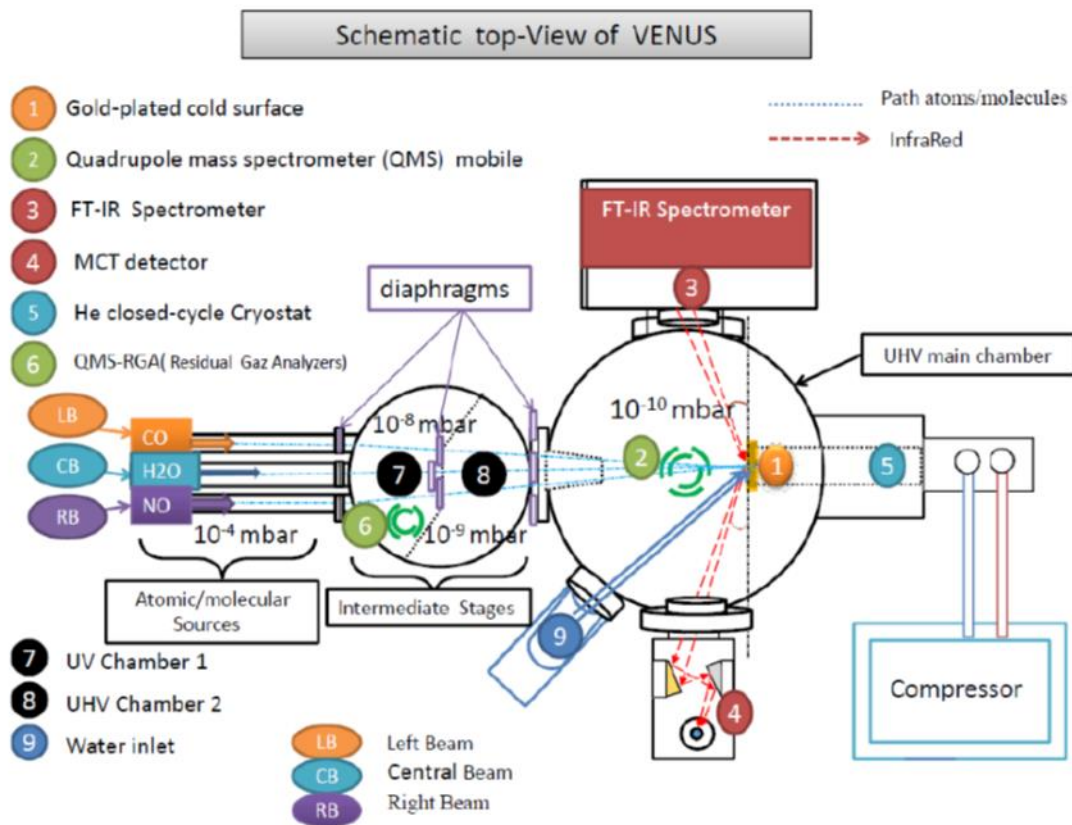 Schematic top-View of VENUS
1 Gold-plated cold surface
2 Quadrupole mass spectrometer (QMS) mobile
3 FT-IR Spectrometer
4 MCT detector
5 He closed-cycle Cryostat
6 QMS-RGA( Residual Gaz Analyzers)
Path atoms/molecules
InfraRed
FT-IR Spectrometer
3
diaphragms
UHV main chamber
LB
CO
CB
H2O
RB
NO
10-4 mbar
10-8 mbar
7
8
6
10-9 mbar
10-10 mbar
2
1
5
Atomic/molecular
Sources
Intermediate Stages
9
4
Compressor
7 UV Chamber 1
8 UHV Chamber 2
9 Water inlet
LB Left Beam
CB Central Beam
RB Right Beam